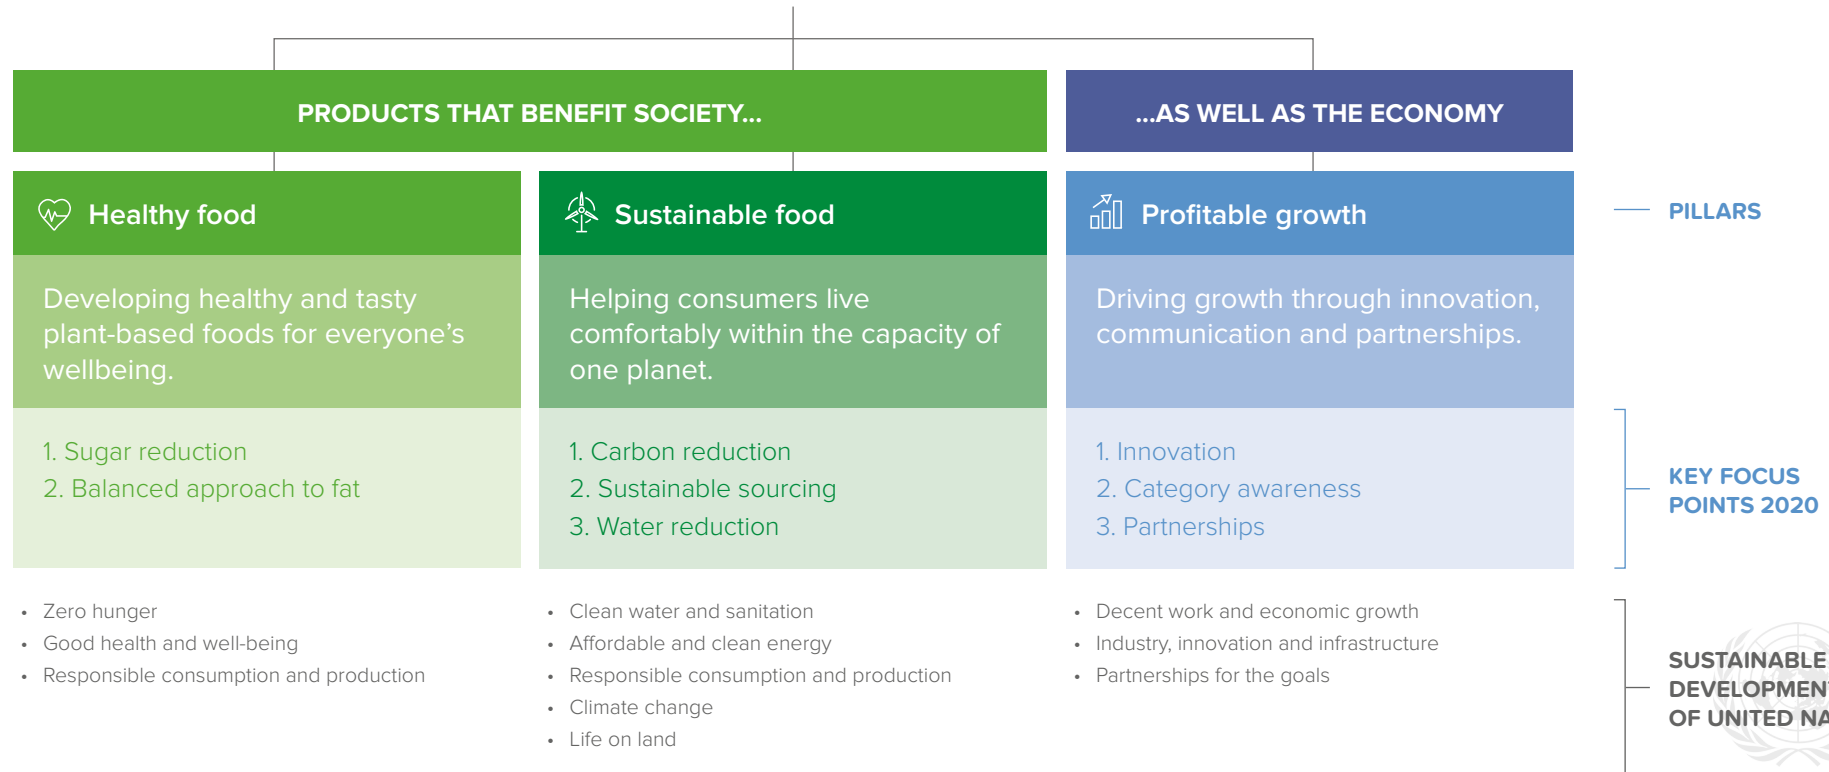 PRODUCTS THAT BENEFIT SOCIETY...
...AS WELL AS THE ECONOMY
Healthy food
Sustainable food
Profitable growth
PILLARS
Developing healthy and tasty
plant-based foods for everyone's
wellbeing.
Helping consumers live
comfortably within the capacity of
one planet.
Driving growth through innovation,
communication and partnerships.
1. Sugar reduction
2. Balanced approach to fat
1. Carbon reduction
2. Sustainable sourcing
3. Water reduction
1. Innovation
2. Category awareness
3. Partnerships
KEY FOCUS
POINTS 2020
• Zero hunger
• Good health and well-being
• Responsible consumption and production
• Clean water and sanitation
• Affordable and clean energy
• Responsible consumption and production
• Climate change
• Life on land
• Decent work and economic growth
• Industry, innovation and infrastructure
• Partnerships for the goals
SUSTAINABLE
DEVELOPMEN
OF UNITED NA